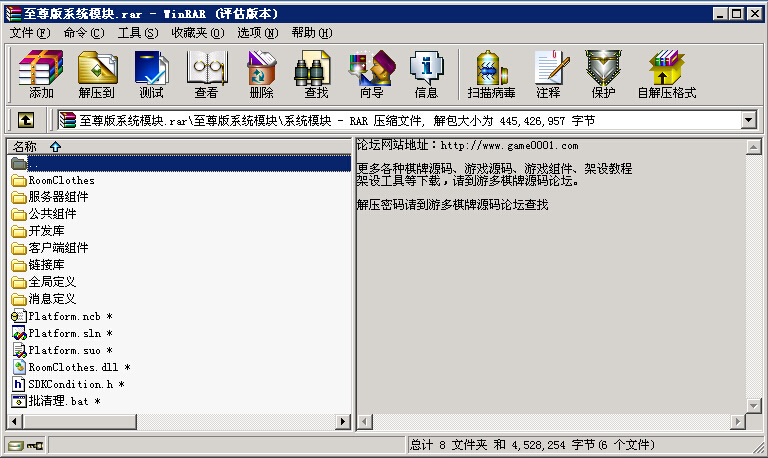 至尊版系统模块.rar - WinRAR (评估版本)
文件(F) 命令(C) 工具(S) 收藏夹(O) 选项(N) 帮助(H)
添加 解压到 测试 查看 删除 查找 向导 信息 扫描病毒 注释 保护 自解压格式
至尊版系统模块.rar\至尊版系统模块\系统模块 - RAR 压缩文件, 解包大小为 445,426,957 字节
名称
..
RoomClothes
服务器组件
公共组件
开发库
客户端组件
链接库
全局定义
消息定义
Platform.ncb *
Platform.sln *
Platform.suo *
RoomClothes.dll *
SDKCondition.h *
批清理.bat *
论坛网站地址：http://www.game0001.com
更多各种棋牌源码、游戏源码、游戏组件、架设教程
架设工具等下载，请到游多棋牌源码论坛。
解压密码请到游多棋牌源码论坛查找
总计 8 文件夹 和 4,528,254 字节(6 个文件)